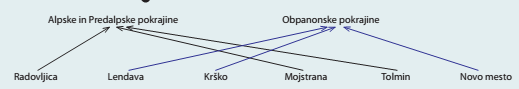 Alpske in Predalpske pokrajine Obpanonske pokrajine
Radovljica Lendava Krško Mojstrana Tolmin Novo mesto